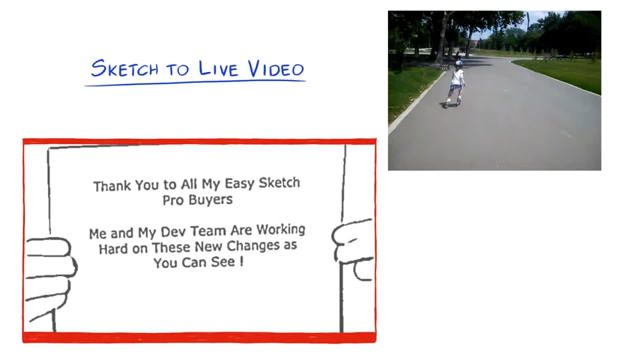 Sketch to Live Video
Thank You to All My Easy Sketch
Pro Buyers
Me and My Dev Team Are Working
Hard on These New Changes as
You Can See !